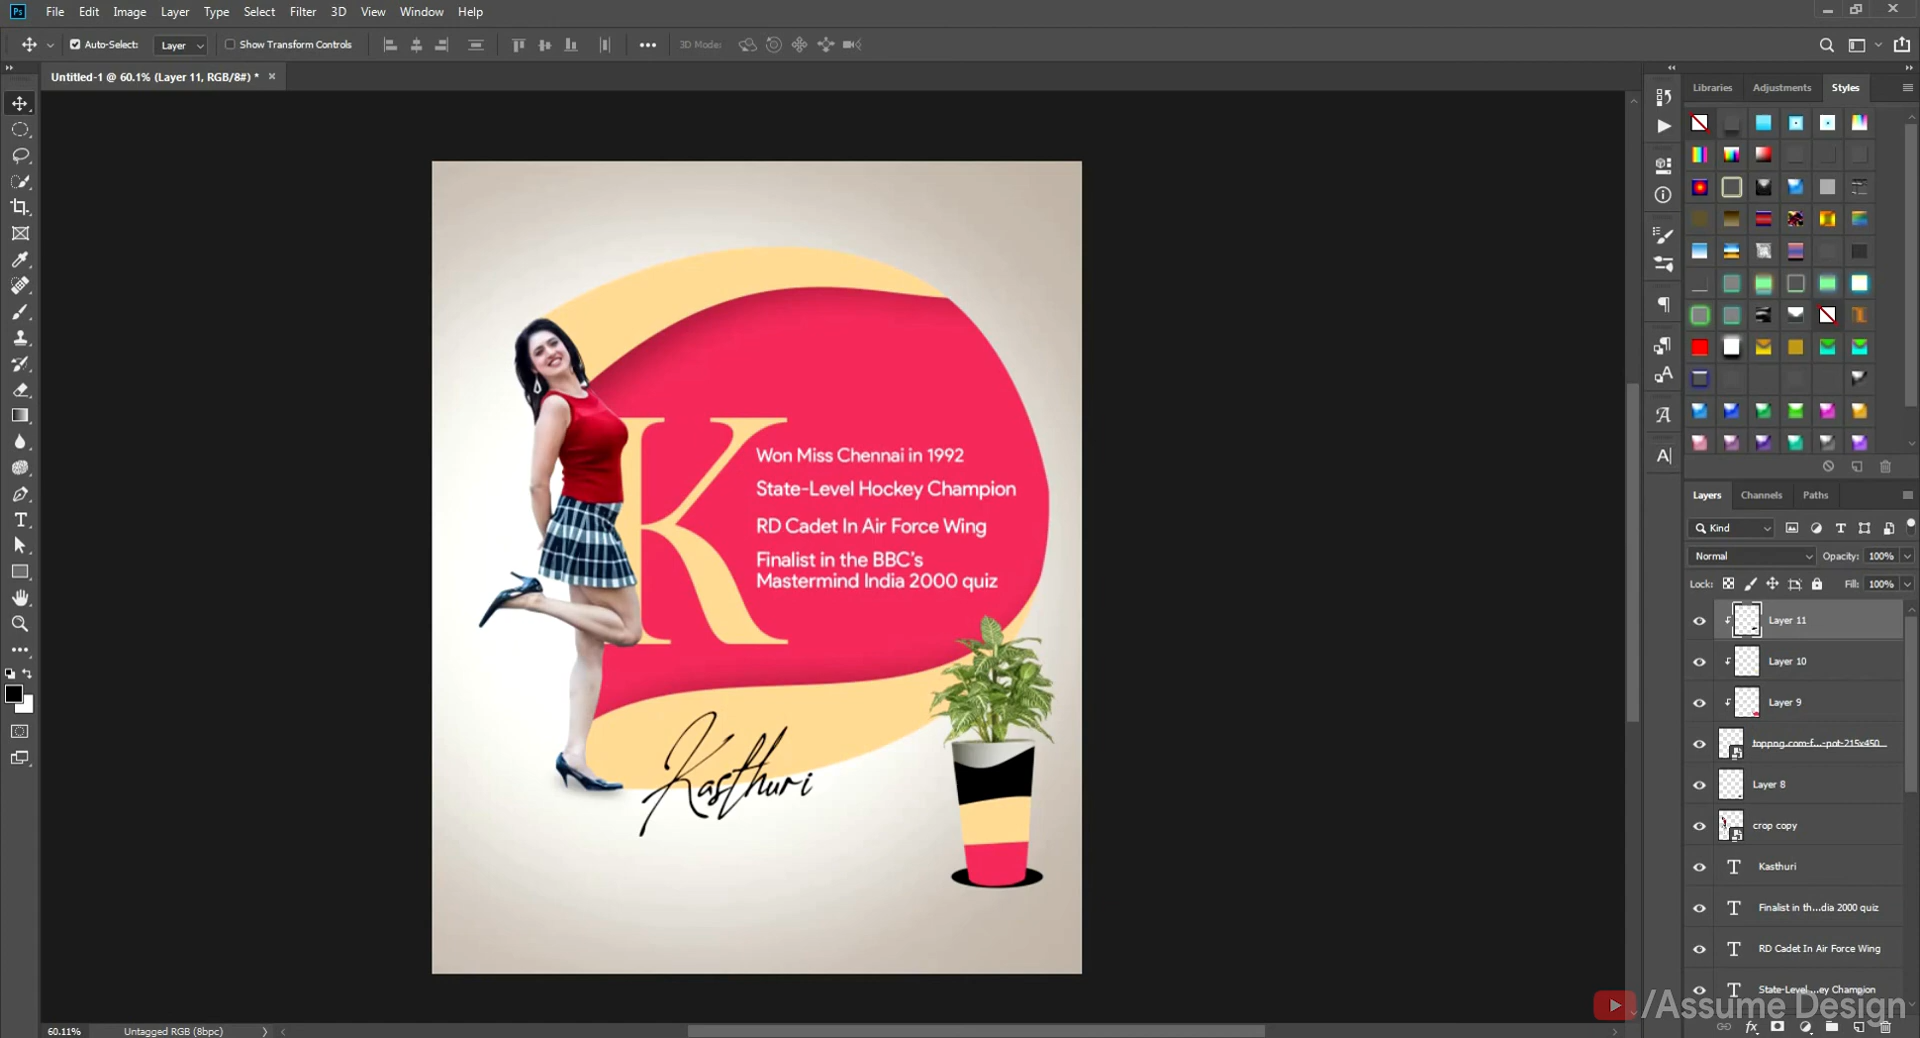 Ps File Edit Image Layer Type Select Filter 3D View Window Help
Auto-Select: Layer Show Transform Controls 3D Mode:
Untitled-1 @ 60.1% (Layer 11, RGB/8#) *
Libraries Adjustments Styles
K
Won Miss Chennai in 1992
State-Level Hockey Champion
RD Cadet In Air Force Wing
Finalist in the BBC's
Mastermind India 2000 quiz
Kasthuri
Layers Channels Paths
Kind
Normal Opacity: 100%
Lock: Fill: 100%
Layer 11
Layer 10
Layer 9
toppng.com-f...-pot-215x450
Layer 8
crop copy
Kasthuri
Finalist in th...dia 2000 quiz
RD Cadet In Air Force Wing
State-Level ...ey Champion
/Assume Design
60.11% Untagged RGB (8bpc)